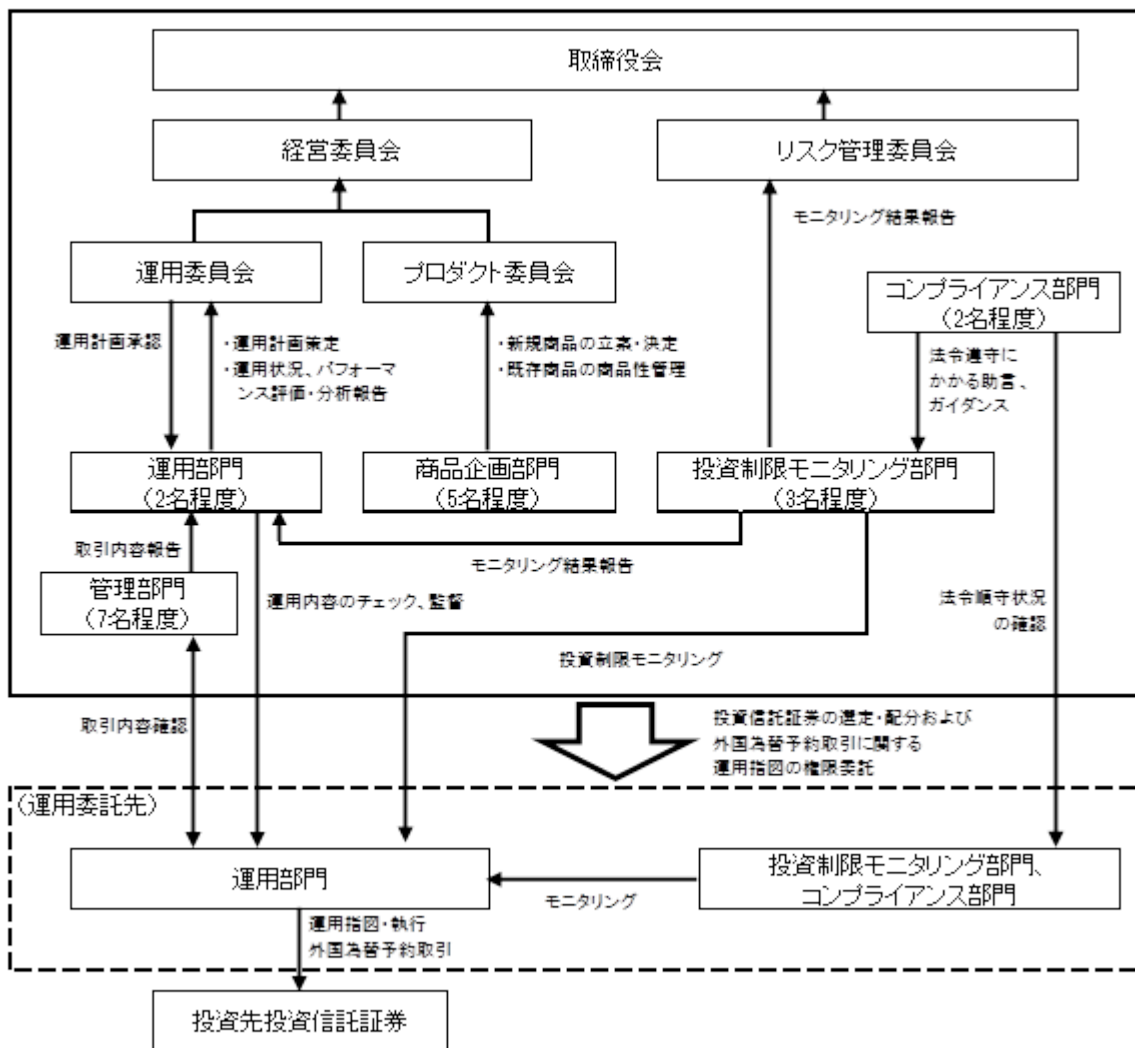 取締役会
経営委員会
リスク管理委員会
モニタリング結果報告
運用委員会
プロダクト委員会
コンプライアンス部門
(2名程度)
運用計画承認
・運用計画策定
・運用状況、パフォーマ
ンス評価・分析報告
・新規商品の立案・決定
・既存商品の商品性管理
法令遵守に
かかる助言、
ガイダンス
運用部門
(2名程度)
商品企画部門
(5名程度)
投資制限モニタリング部門
(3名程度)
取引内容報告
モニタリング結果報告
管理部門
(7名程度)
運用内容のチェック、監督
法令順守状況
の確認
投資制限モニタリング
取引内容確認
投資信託証券の選定・配分および
外国為替予約取引に関する
運用指図の権限委託
(運用委託先)
運用部門
モニタリング
投資制限モニタリング部門、
コンプライアンス部門
運用指図・執行
外国為替予約取引
投資先投資信託証券